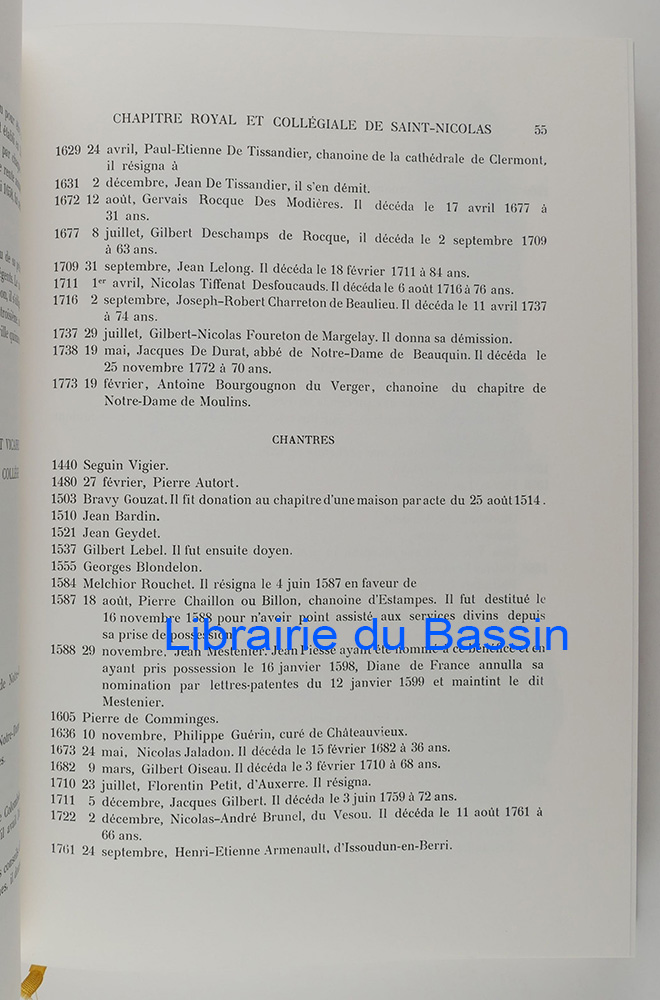 CHAPITRE ROYAL ET COLLÉGIALE DE SAINT-NICOLAS 55
1629 24 avril, Paul-Etienne De Tissandier, chanoine de la cathédrale de Clermont,
il résigna à
1631 2 décembre, Jean De Tissandier, il s'en démit.
1672 12 août, Gervais Rocque Des Modières. Il décéda le 17 avril 1677 à
31 ans.
1677 8 juillet, Gilbert Deschamps de Rocque, il décéda le 2 septembre 1709
à 63 ans.
1709 31 septembre, Jean Lelong. Il décéda le 18 février 1711 à 84 ans.
1711 1er avril, Nicolas Tiffenat Desfoucauds. Il décéda le 6 août 1716 à 76 ans.
1716 2 septembre, Joseph-Robert Charreton de Beaulieu. Il décéda le 11 avril 1737
à 74 ans.
1737 29 juillet, Gilbert-Nicolas Foureton de Margelay. Il donna sa démission.
1738 19 mai, Jacques De Durat, abbé de Notre-Dame de Beauquin. Il décéda le
25 novembre 1772 à 70 ans.
1773 19 février, Antoine Bourgougnon du Verger, chanoine du chapitre de
Notre-Dame de Moulins.
CHANTRES
1440 Seguin Vigier.
1480 27 février, Pierre Autort.
1503 Bravy Gouzat. Il fit donation au chapitre d'une maison par acte du 25 août 1514.
1510 Jean Bardin.
1521 Jean Geydet.
1537 Gilbert Lebel. Il fut ensuite doyen.
1555 Georges Blondelon.
1584 Melchior Rouchet. Il résigna le 4 juin 1587 en faveur de
1587 18 août, Pierre Chaillon ou Billon, chanoine d'Estampes. Il fut destitué le
16 novembre 1588 pour n'avoir point assisté aux services divins depuis
sa prise de possession
Librairie du Bassin
1588 29 novembre, Jean Mestenier. Jean Piesse ayant été nommé à ce bénéfice et en
ayant pris possession le 16 janvier 1598, Diane de France annulla sa
nomination par lettres-patentes du 12 janvier 1599 et maintint le dit
Mestenier.
1605 Pierre de Comminges.
1636 10 novembre, Philippe Guérin, curé de Châteauvieux.
1673 24 mai, Nicolas Jaladon. Il décéda le 15 février 1682 à 36 ans.
1682 9 mars, Gilbert Oiseau. Il décéda le 3 février 1710 à 68 ans.
1710 23 juillet, Florentin Petit, d'Auxerre. Il résigna.
1711 5 décembre, Jacques Gilbert. Il décéda le 3 juin 1759 à 72 ans.
1722 2 décembre, Nicolas-André Brunel, du Vesou. Il décéda le 11 août 1761 à
66 ans.
1761 24 septembre, Henri-Etienne Armenault, d'Issoudun-en-Berri.